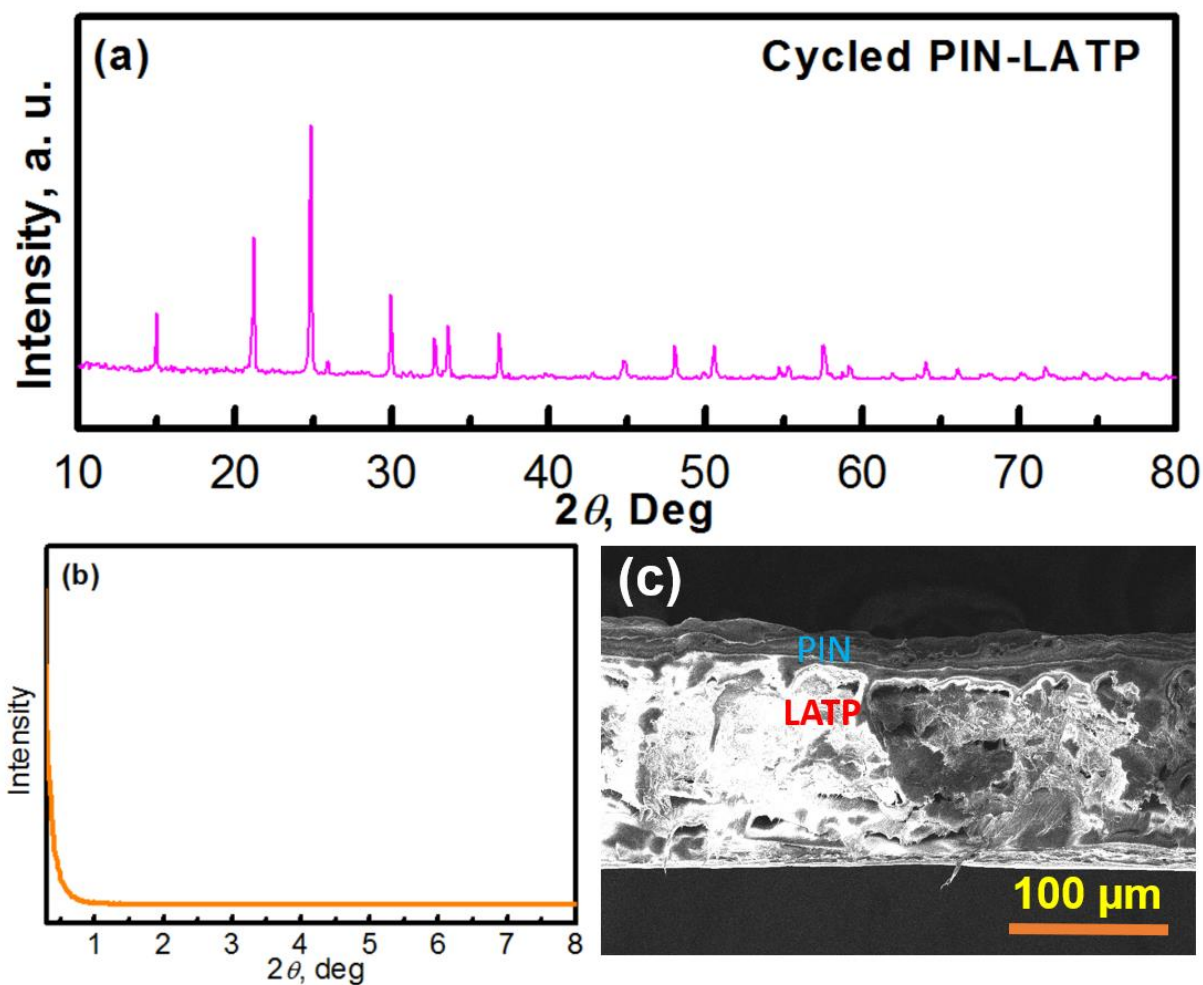 (a)
Cycled PIN-LATP
Intensity, a. u.
10 20 30 40 50 60 70 80
2θ, Deg
(b)
Intensity
1 2 3 4 5 6 7 8
2θ, deg
(c)
PIN
LATP
100 μm